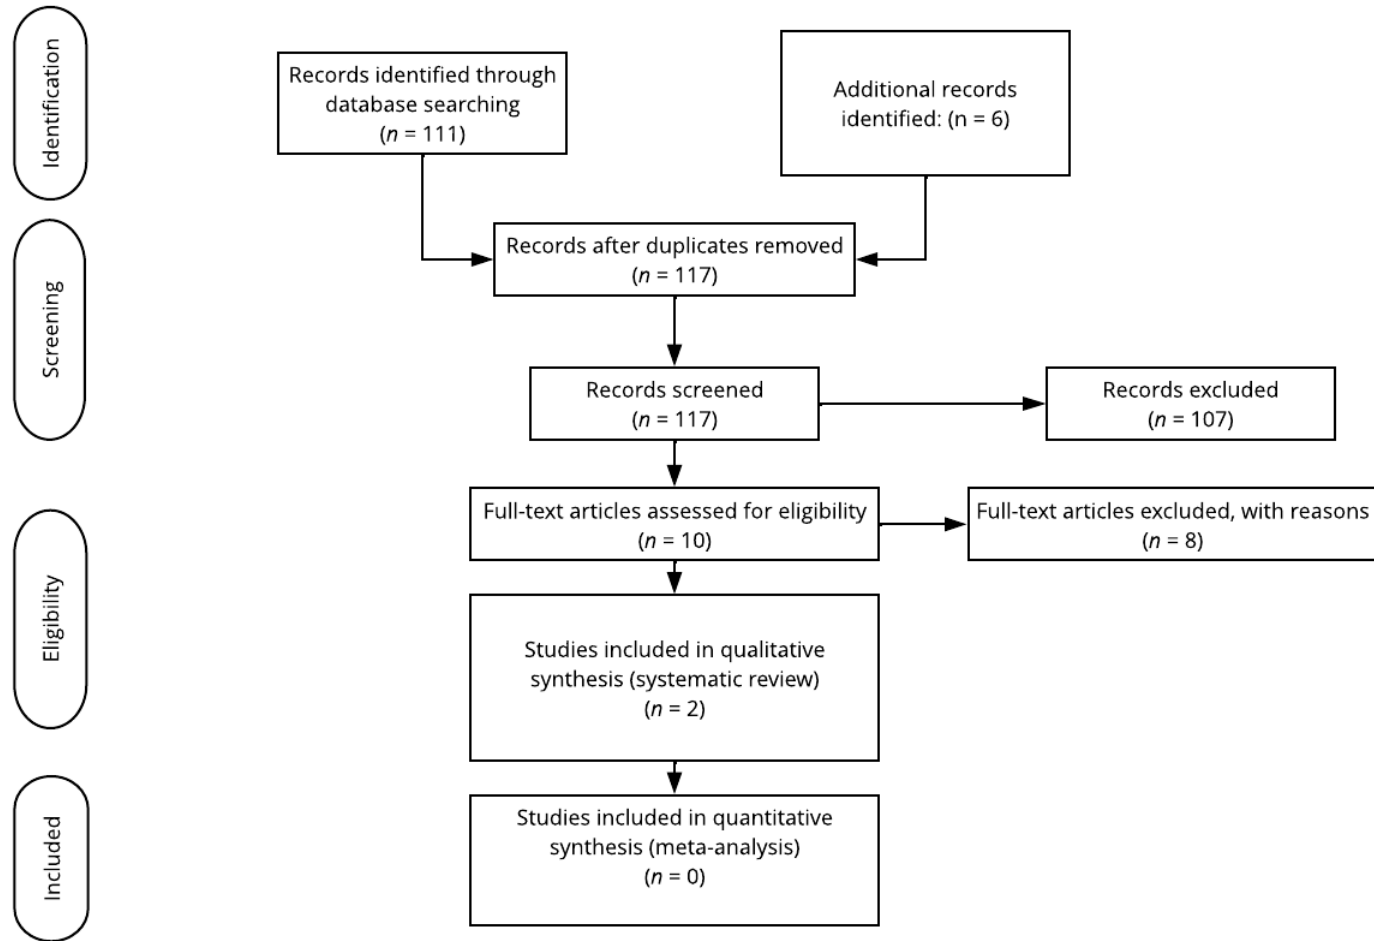 Identification
Records identified through
database searching
(n = 111)
Additional records
identified: (n = 6)
Screening
Records after duplicates removed
(n = 117)
Records screened
(n = 117)
Records excluded
(n = 107)
Eligibility
Full-text articles assessed for eligibility
(n = 10)
Full-text articles excluded, with reasons
(n = 8)
Studies included in qualitative
synthesis (systematic review)
(n = 2)
Included
Studies included in quantitative
synthesis (meta-analysis)
(n = 0)